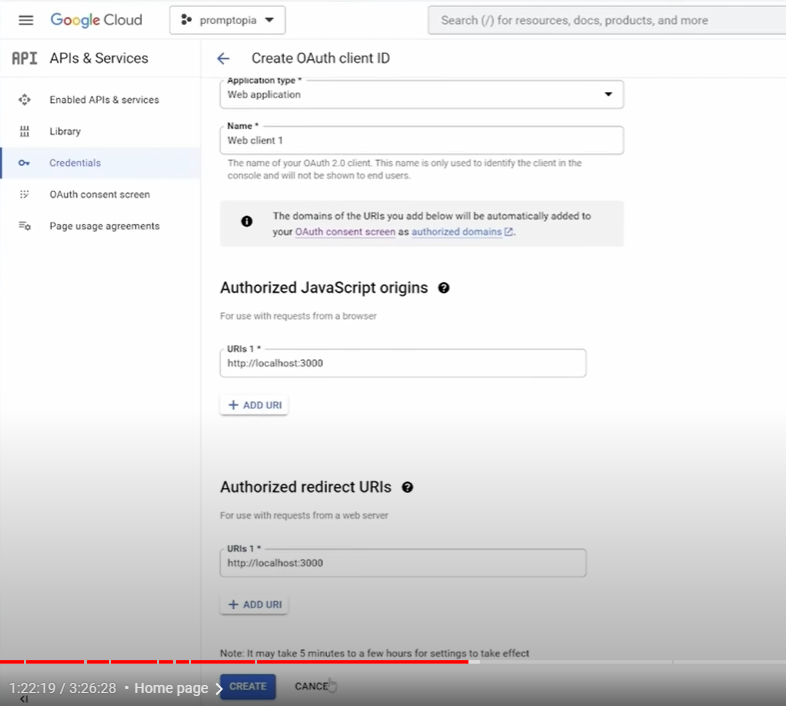 Google Cloud
promptopia
Search (/) for resources, docs, products, and more
API APIs & Services
Create OAuth client ID
Enabled APIs & services
Library
Credentials
OAuth consent screen
Page usage agreements
Application type *
Web application
Name *
Web client 1
The name of your OAuth 2.0 client. This name is only used to identify the client in the
console and will not be shown to end users.
The domains of the URIs you add below will be automatically added to
your OAuth consent screen as authorized domains.
Authorized JavaScript origins
For use with requests from a browser
URIs 1 *
http://localhost:3000
+ ADD URI
Authorized redirect URIs
For use with requests from a web server
URIs 1 *
http://localhost:3000
+ ADD URI
Note: It may take 5 minutes to a few hours for settings to take effect
1:22:19 / 3:26:28 • Home page
CREATE
CANCEL